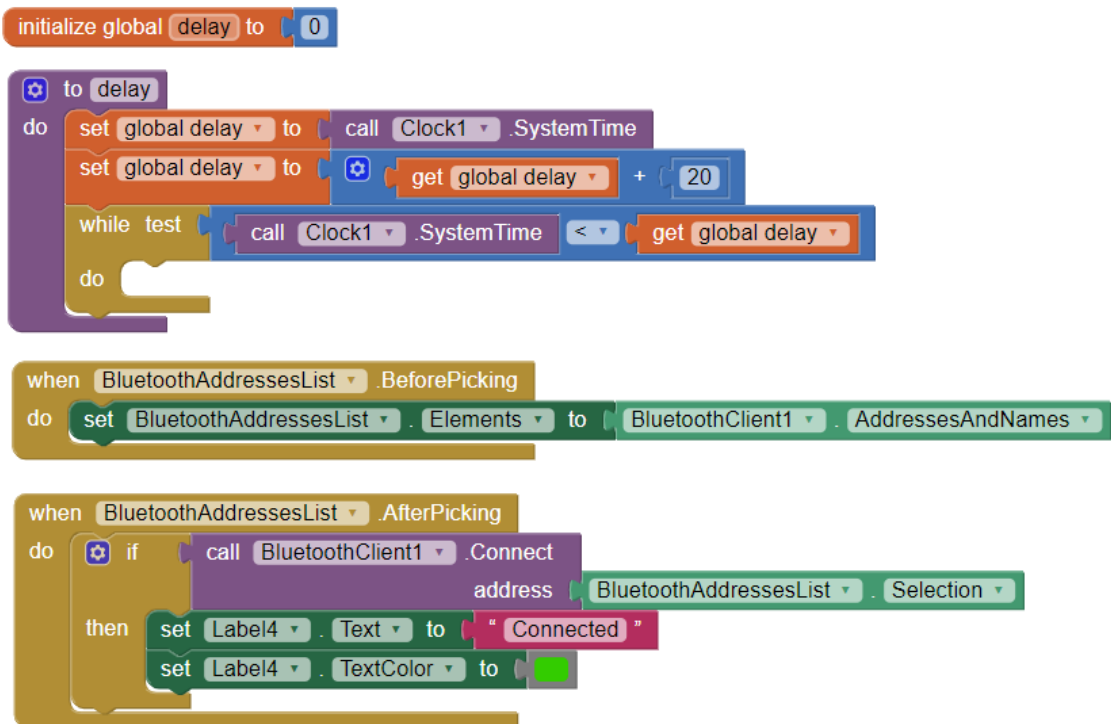 initialize global delay to 0
to delay
do set global delay to call Clock1 .SystemTime
set global delay to get global delay + 20
while test call Clock1 .SystemTime < get global delay
do
when BluetoothAddressesList .BeforePicking
do set BluetoothAddressesList . Elements to BluetoothClient1 . AddressesAndNames
when BluetoothAddressesList .AfterPicking
do if call BluetoothClient1 .Connect
address BluetoothAddressesList . Selection
then set Label4 . Text to " Connected "
set Label4 . TextColor to